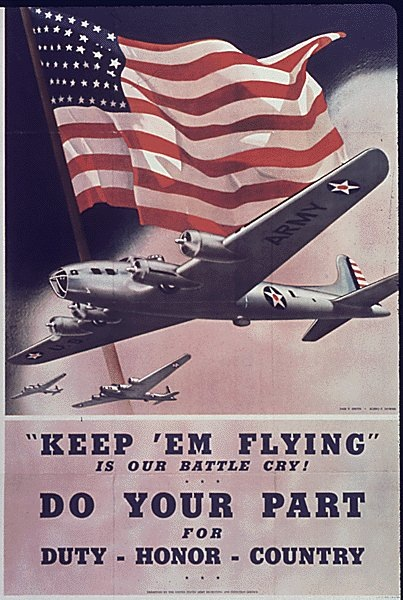 ARMY
U.S.
"KEEP 'EM FLYING"
IS OUR BATTLE CRY!
DO YOUR PART
FOR
DUTY - HONOR - COUNTRY